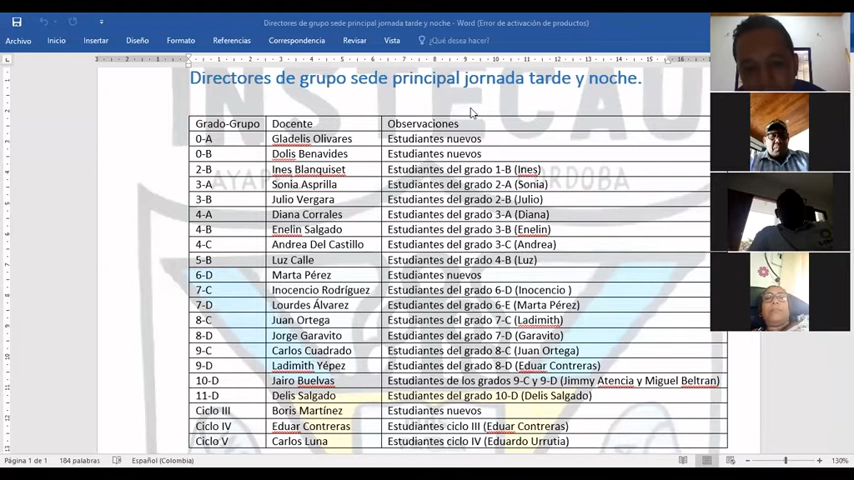 Directores de grupo sede principal jornada tarde y noche - Word (Error de activación de productos)
Archivo Inicio Insertar Diseño Formato Referencias Correspondencia Revisar Vista ¿Qué desea hacer?
Directores de grupo sede principal jornada tarde y noche.
INSTECAU
Grado-Grupo Docente Observaciones
0-A Gladelis Olivares Estudiantes nuevos
0-B Dolis Benavides Estudiantes nuevos
2-B Ines Blanquiset Estudiantes del grado 1-B (Ines)
3-A Sonia Asprilla Estudiantes del grado 2-A (Sonia)
3-B Julio Vergara Estudiantes del grado 2-B (Julio)
4-A Diana Corrales Estudiantes del grado 3-A (Diana)
4-B Enelin Salgado Estudiantes del grado 3-B (Enelin)
4-C Andrea Del Castillo Estudiantes del grado 3-C (Andrea)
5-B Luz Calle Estudiantes del grado 4-B (Luz)
6-D Marta Pérez Estudiantes nuevos
7-C Inocencio Rodríguez Estudiantes del grado 6-D (Inocencio )
7-D Lourdes Álvarez Estudiantes del grado 6-E (Marta Pérez)
8-C Juan Ortega Estudiantes del grado 7-C (Ladimith)
8-D Jorge Garavito Estudiantes del grado 7-D (Garavito)
9-C Carlos Cuadrado Estudiantes del grado 8-C (Juan Ortega)
9-D Ladimith Yépez Estudiantes del grado 8-D (Eduar Contreras)
10-D Jairo Buelvas Estudiantes de los grados 9-C y 9-D (Jimmy Atencia y Miguel Beltran)
11-D Delis Salgado Estudiantes del grado 10-D (Delis Salgado)
Ciclo III Boris Martínez Estudiantes nuevos
Ciclo IV Eduar Contreras Estudiantes ciclo III (Eduar Contreras)
Ciclo V Carlos Luna Estudiantes ciclo IV (Eduardo Urrutia)
Página 1 de 1 184 palabras Español (Colombia) 130%